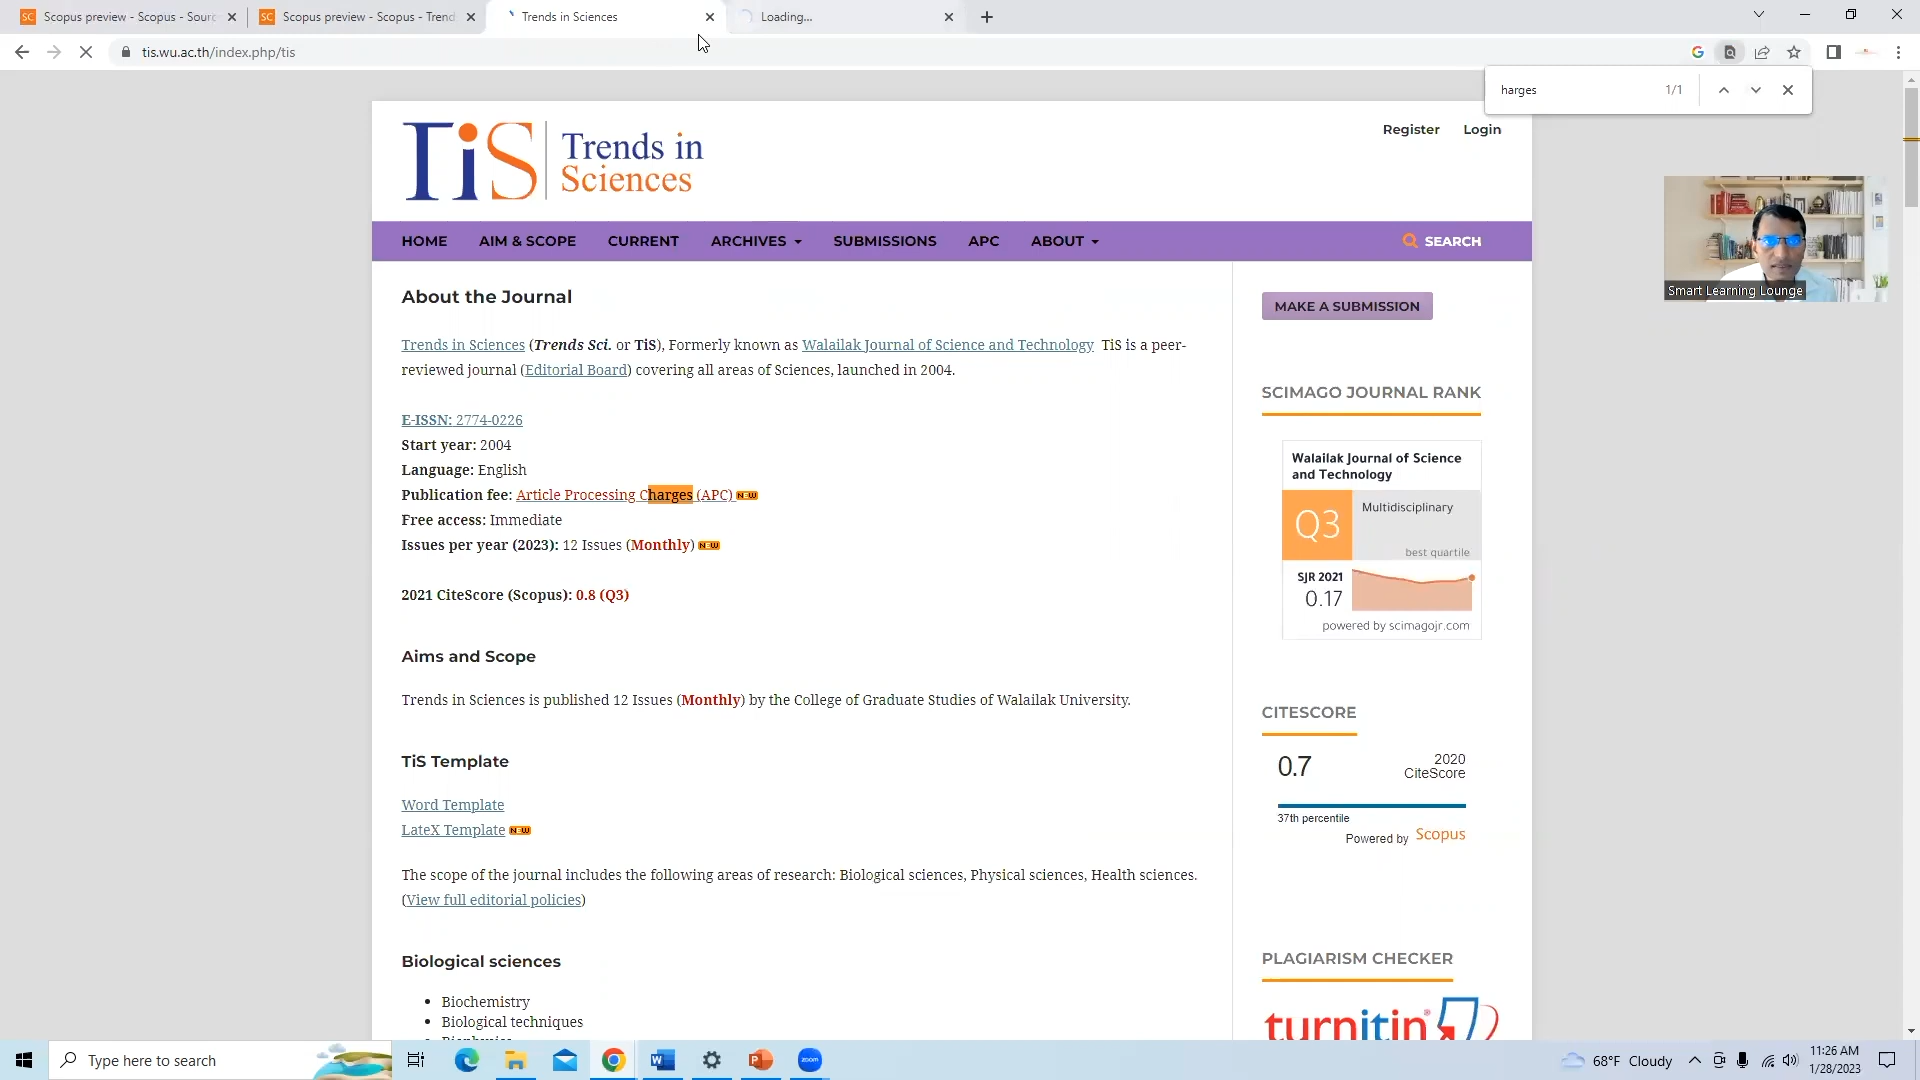 Scopus preview - Scopus - Sourc
Scopus preview - Scopus - Trend
Trends in Sciences
Loading...
tis.wu.ac.th/index.php/tis
harges
1/1
Register
Login
TiS
Trends in
Sciences
Smart Learning Lounge
HOME
AIM & SCOPE
CURRENT
ARCHIVES
SUBMISSIONS
APC
ABOUT
SEARCH
About the Journal
Trends in Sciences (Trends Sci. or TiS), Formerly known as Walailak Journal of Science and Technology TiS is a peer-
reviewed journal (Editorial Board) covering all areas of Sciences, launched in 2004.
E-ISSN: 2774-0226
Start year: 2004
Language: English
Publication fee: Article Processing Charges (APC) NEW
Free access: Immediate
Issues per year (2023): 12 Issues (Monthly) NEW
2021 CiteScore (Scopus): 0.8 (Q3)
Aims and Scope
Trends in Sciences is published 12 Issues (Monthly) by the College of Graduate Studies of Walailak University.
TiS Template
Word Template
LateX Template NEW
The scope of the journal includes the following areas of research: Biological sciences, Physical sciences, Health sciences.
(View full editorial policies)
Biological sciences
Biochemistry
Biological techniques
MAKE A SUBMISSION
SCIMAGO JOURNAL RANK
Walailak Journal of Science
and Technology
Q3
Multidisciplinary
best quartile
SJR 2021
0.17
powered by scimagojr.com
CITESCORE
0.7
2020
CiteScore
37th percentile
Powered by Scopus
PLAGIARISM CHECKER
turnitin
Type here to search
68°F Cloudy
11:26 AM
1/28/2023